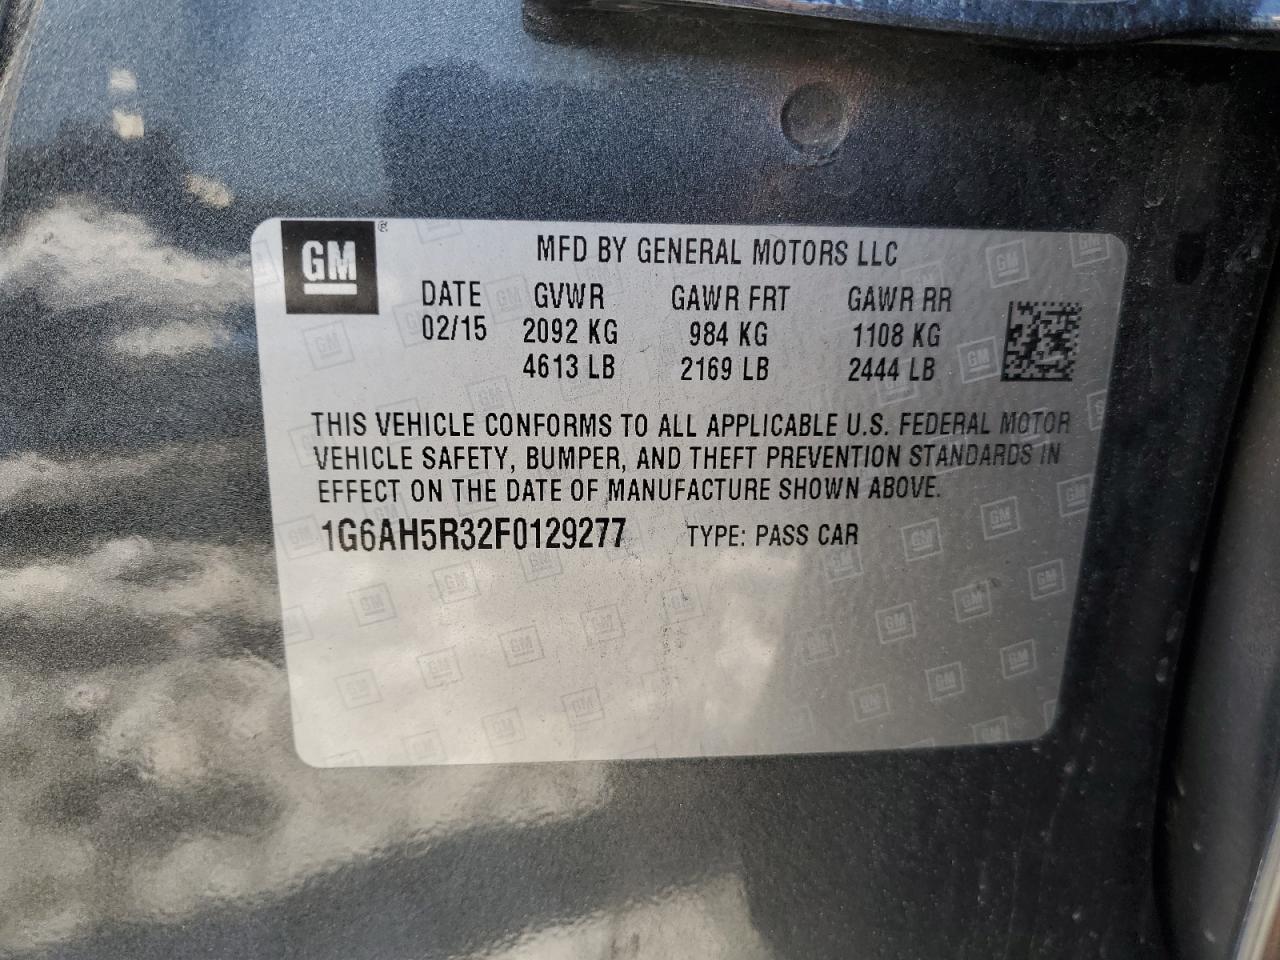 GM ®
MFD BY GENERAL MOTORS LLC
DATE GVWR GAWR FRT GAWR RR
02/15 2092 KG 984 KG 1108 KG
4613 LB 2169 LB 2444 LB
THIS VEHICLE CONFORMS TO ALL APPLICABLE U.S. FEDERAL MOTOR
VEHICLE SAFETY, BUMPER, AND THEFT PREVENTION STANDARDS IN
EFFECT ON THE DATE OF MANUFACTURE SHOWN ABOVE.
1G6AH5R32F0129277 TYPE: PASS CAR